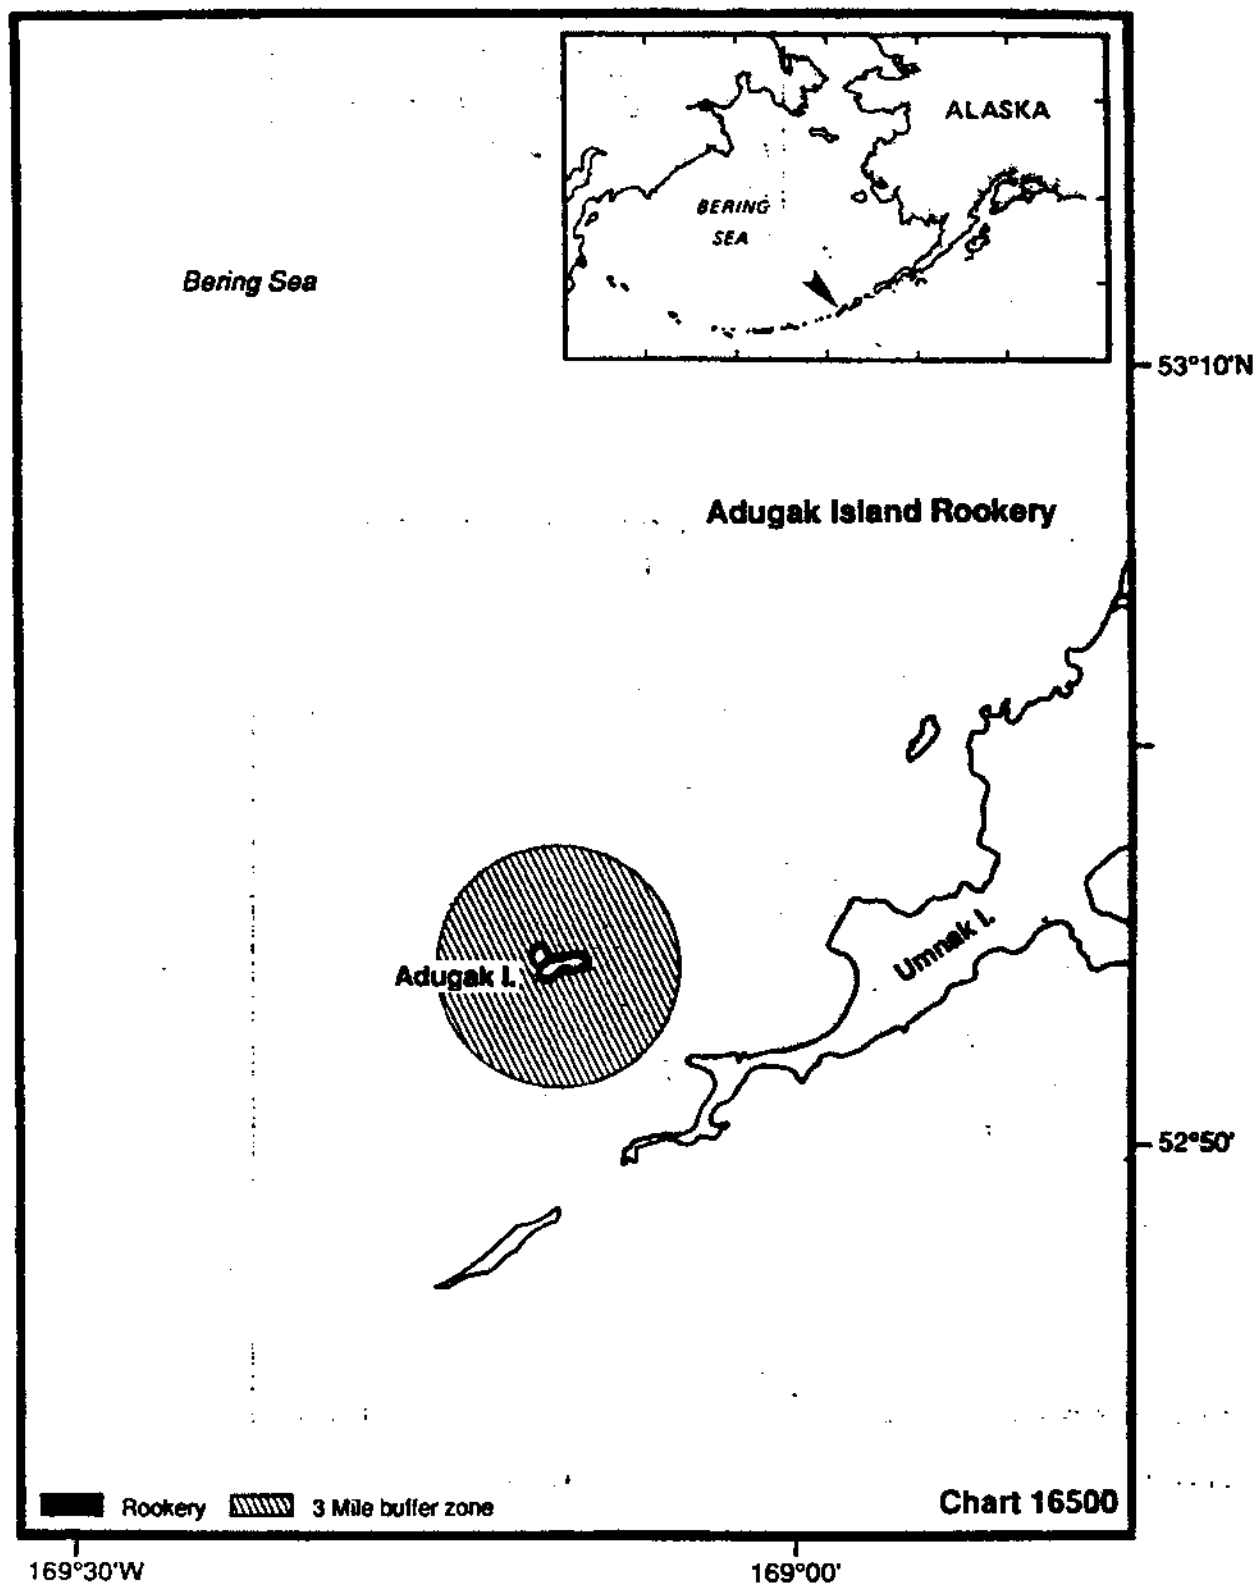 ALASKA
BERING
SEA
Bering Sea
53°10'N
Adugak Island Rookery
Umnak I.
Adugak I.
52°50'
Rookery
3 Mile buffer zone
Chart 16500
169°30'W
169°00'